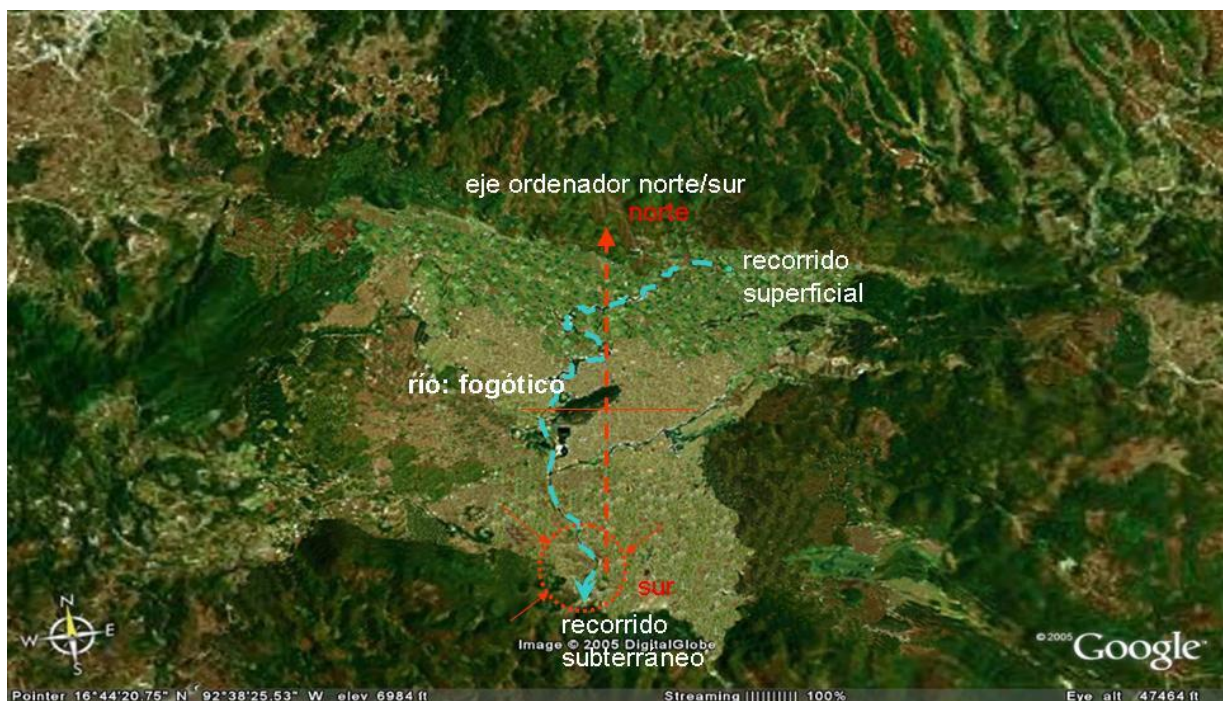 eje ordenador norte/sur
norte
recorrido
superficial
río: fogótico
sur
recorrido
Image © 2005 DigitalGlobe
subterráneo
N
W E
S
©2005 Google™
Pointer 16°44'20.75" N 92°38'25.53" W elev 6984 ft Streaming |||||||||| 100% Eye alt 47464 ft